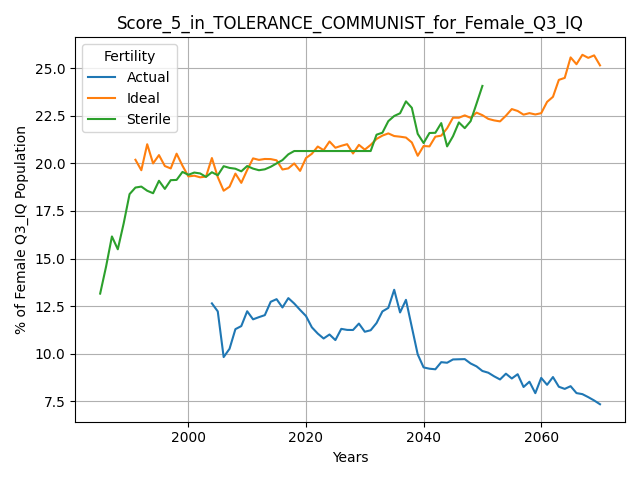 Score_5_in_TOLERANCE_COMMUNIST_for_Female_Q3_IQ
Fertility
Actual
Ideal
Sterile
% of Female Q3_IQ Population
25.0
22.5
20.0
17.5
15.0
12.5
10.0
7.5
2000
2020
2040
2060
Years